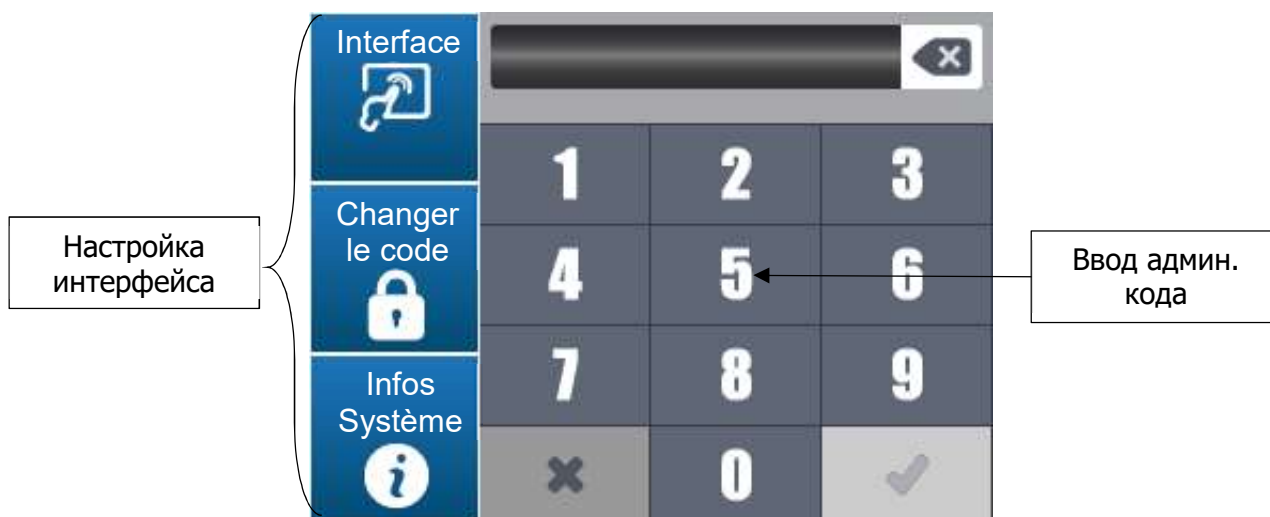 Interface
Changer
le code
Infos
Système
i
1 2 3
4 5 6
7 8 9
0
Настройка
интерфейса
Ввод админ.
кода